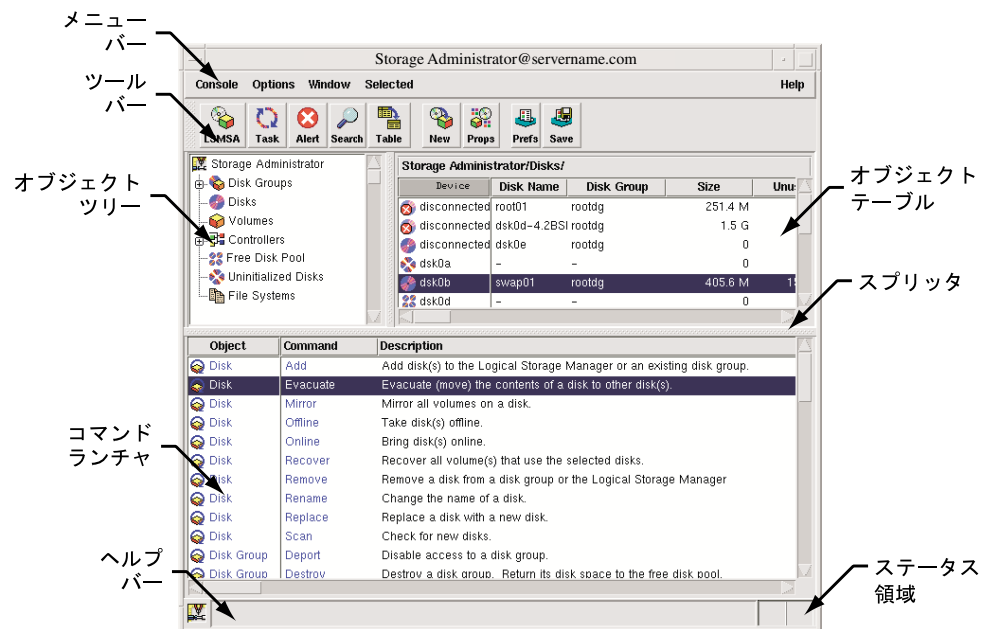 メニュー
バー
Storage Administrator@servername.com
Console Options Window Selected Help
ツール
バー
LSMSA Task Alert Search Table New Props Prefs Save
オブジェクト
ツリー
Storage Administrator
Disk Groups
Disks
Volumes
Controllers
Free Disk Pool
Uninitialized Disks
File Systems
Storage Administrator/Disks/
Device Disk Name Disk Group Size Unu
disconnected root01 rootdg 251.4 M
disconnected dsk0d-4.2BSI rootdg 1.5 G
disconnected dsk0e rootdg 0
dsk0a - - 0
dsk0b swap01 rootdg 405.6 M 1
dsk0d - - 0
オブジェクト
テーブル
スプリッタ
Object Command Description
Disk Add Add disk(s) to the Logical Storage Manager or an existing disk group.
Disk Evacuate Evacuate (move) the contents of a disk to other disk(s).
Disk Mirror Mirror all volumes on a disk.
Disk Offline Take disk(s) offline.
Disk Online Bring disk(s) online.
Disk Recover Recover all volume(s) that use the selected disks.
Disk Remove Remove a disk from a disk group or the Logical Storage Manager
Disk Rename Change the name of a disk.
Disk Replace Replace a disk with a new disk.
Disk Scan Check for new disks.
Disk Group Deport Disable access to a disk group.
Disk Group Destroy Destroy a disk group. Return its disk space to the free disk pool.
コマンド
ランチャ
ヘルプ
バー
ステータス
領域